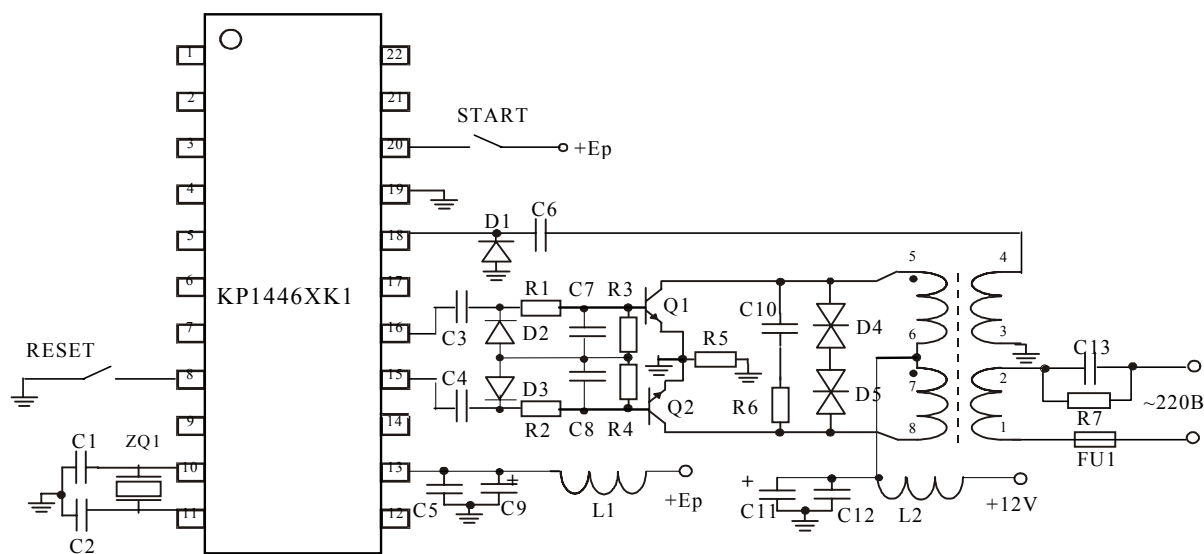 1
22
2
21
START
3
20
+Ep
4
19
C6
D1
5
18
5
4
6
17
R1
C7
R3
C10
KP1446XK1
Q1
D4
7
16
C3
D2
6
3
R5
C13
RESET
8
15
C4
D3
7
2
Q2
R6
D5
~220В
9
14
R2
C8
R4
8
1
R7
FU1
C1
ZQ1
10
13
+
+Ep
+
+12V
C5
C9
L1
C11
C12
L2
11
12
C2